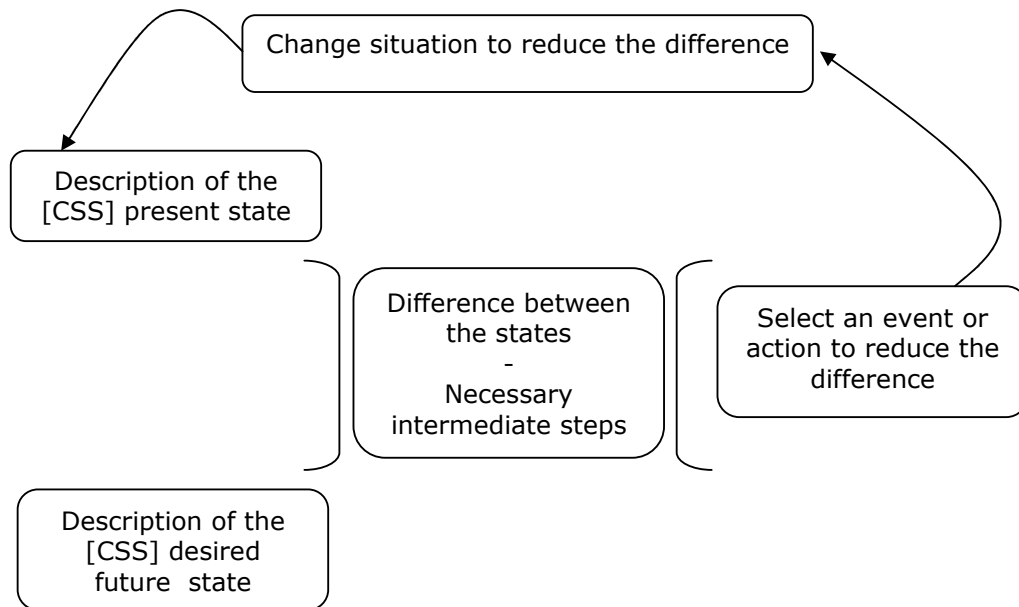 Change situation to reduce the difference
Description of the
[CSS] present state
Difference between
the states
-
Necessary
intermediate steps
Select an event or
action to reduce the
difference
Description of the
[CSS] desired
future state